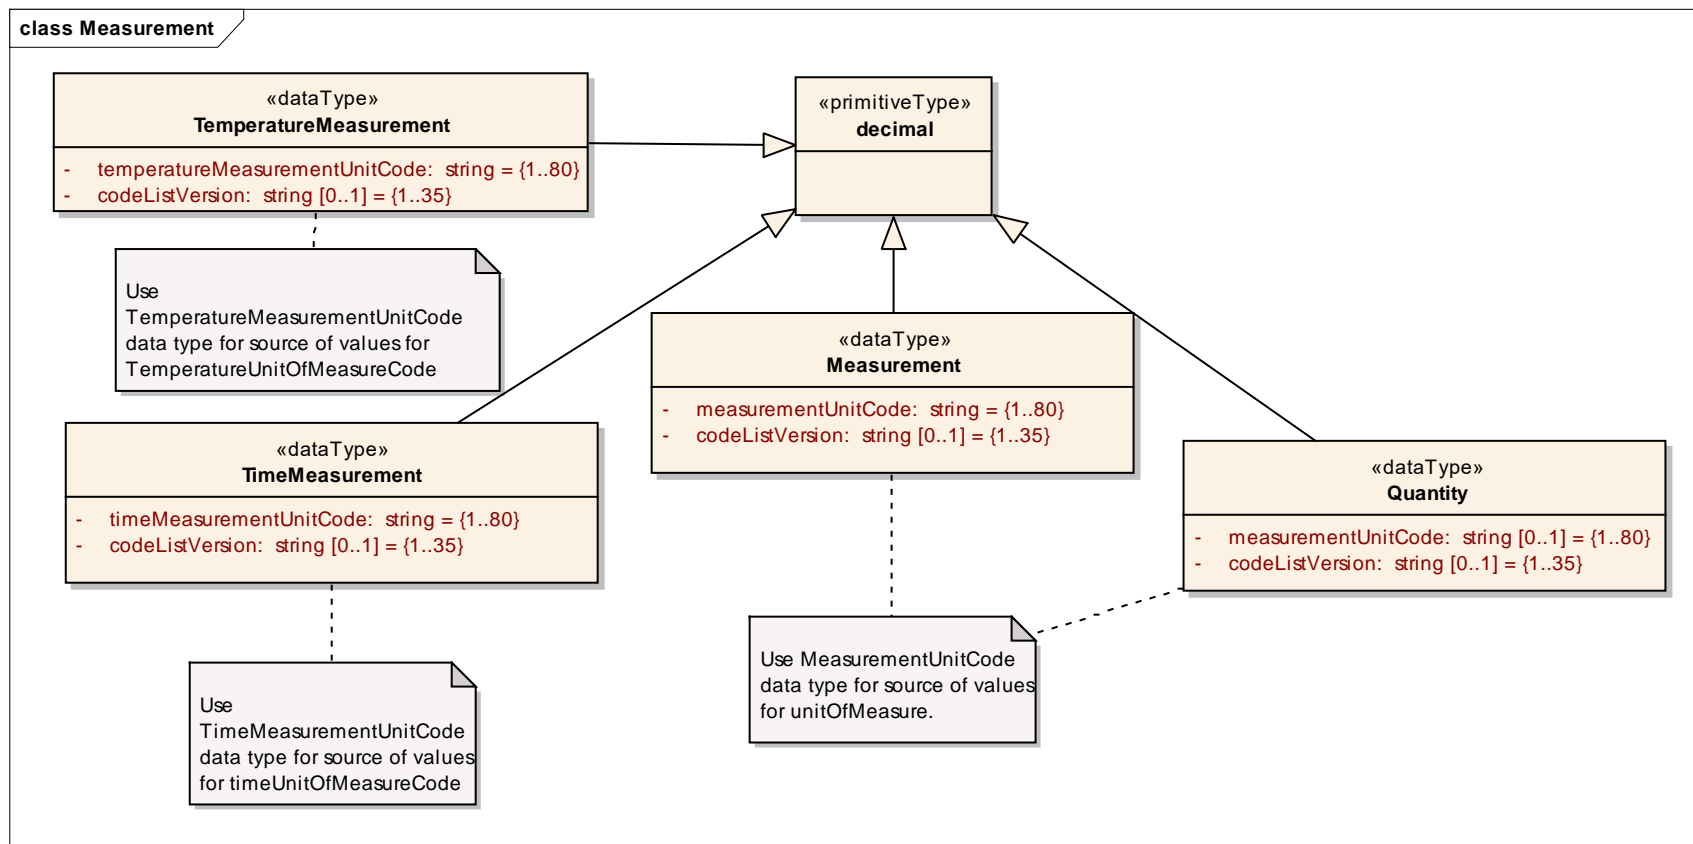 class Measurement
«dataType»
TemperatureMeasurement
- temperatureMeasurementUnitCode: string = {1..80}
- codeListVersion: string [0..1] = {1..35}
«primitiveType»
decimal
Use
TemperatureMeasurementUnitCode
data type for source of values for
TemperatureUnitOfMeasureCode
«dataType»
Measurement
- measurementUnitCode: string = {1..80}
- codeListVersion: string [0..1] = {1..35}
«dataType»
TimeMeasurement
- timeMeasurementUnitCode: string = {1..80}
- codeListVersion: string [0..1] = {1..35}
«dataType»
Quantity
- measurementUnitCode: string [0..1] = {1..80}
- codeListVersion: string [0..1] = {1..35}
Use MeasurementUnitCode
data type for source of values
for unitOfMeasure.
Use
TimeMeasurementUnitCode
data type for source of values
for timeUnitOfMeasureCode